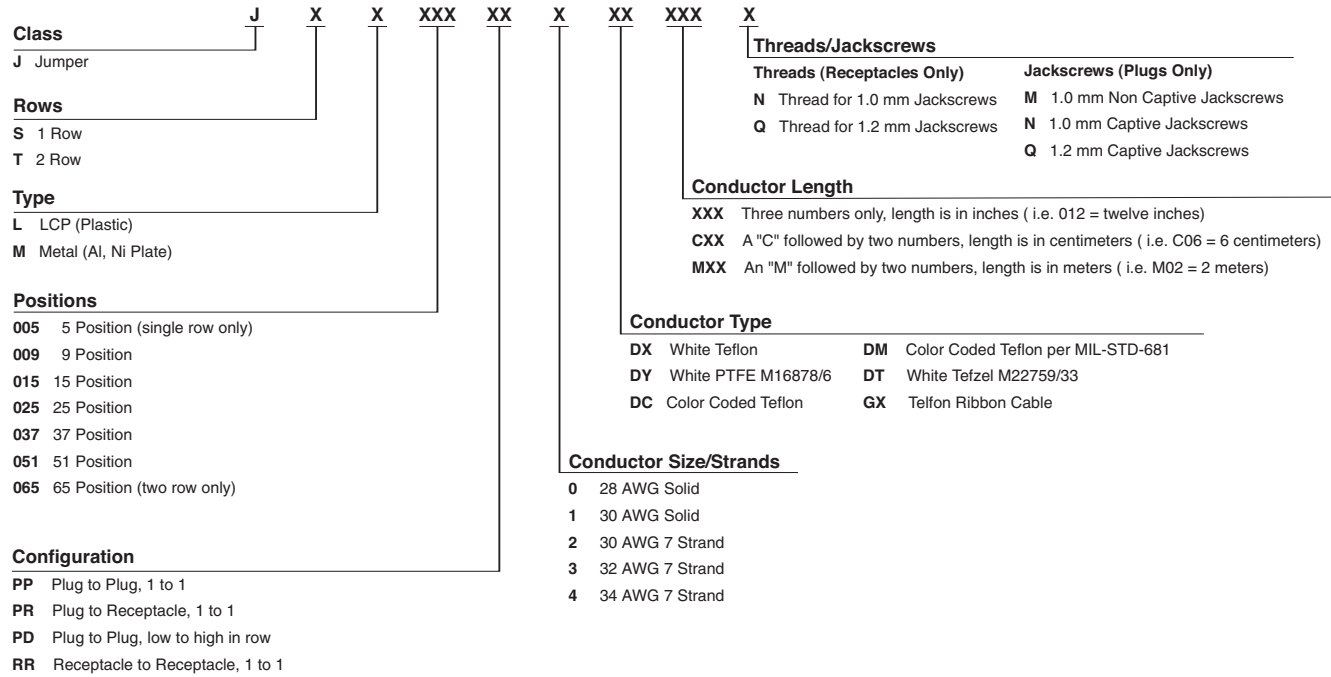 J X X XXX XX X XX XXX X
Class
J Jumper
Rows
S 1 Row
T 2 Row
Type
L LCP (Plastic)
M Metal (Al, Ni Plate)
Positions
005 5 Position (single row only)
009 9 Position
015 15 Position
025 25 Position
037 37 Position
051 51 Position
065 65 Position (two row only)
Configuration
PP Plug to Plug, 1 to 1
PR Plug to Receptacle, 1 to 1
PD Plug to Plug, low to high in row
RR Receptacle to Receptacle, 1 to 1
Threads/Jackscrews
Threads (Receptacles Only)
N Thread for 1.0 mm Jackscrews
Q Thread for 1.2 mm Jackscrews
Jackscrews (Plugs Only)
M 1.0 mm Non Captive Jackscrews
N 1.0 mm Captive Jackscrews
Q 1.2 mm Captive Jackscrews
Conductor Length
XXX Three numbers only, length is in inches ( i.e. 012 = twelve inches)
CXX A "C" followed by two numbers, length is in centimeters ( i.e. C06 = 6 centimeters)
MXX An "M" followed by two numbers, length is in meters ( i.e. M02 = 2 meters)
Conductor Type
DX White Teflon
DY White PTFE M16878/6
DC Color Coded Teflon
DM Color Coded Teflon per MIL-STD-681
DT White Tefzel M22759/33
GX Telfon Ribbon Cable
Conductor Size/Strands
0 28 AWG Solid
1 30 AWG Solid
2 30 AWG 7 Strand
3 32 AWG 7 Strand
4 34 AWG 7 Strand